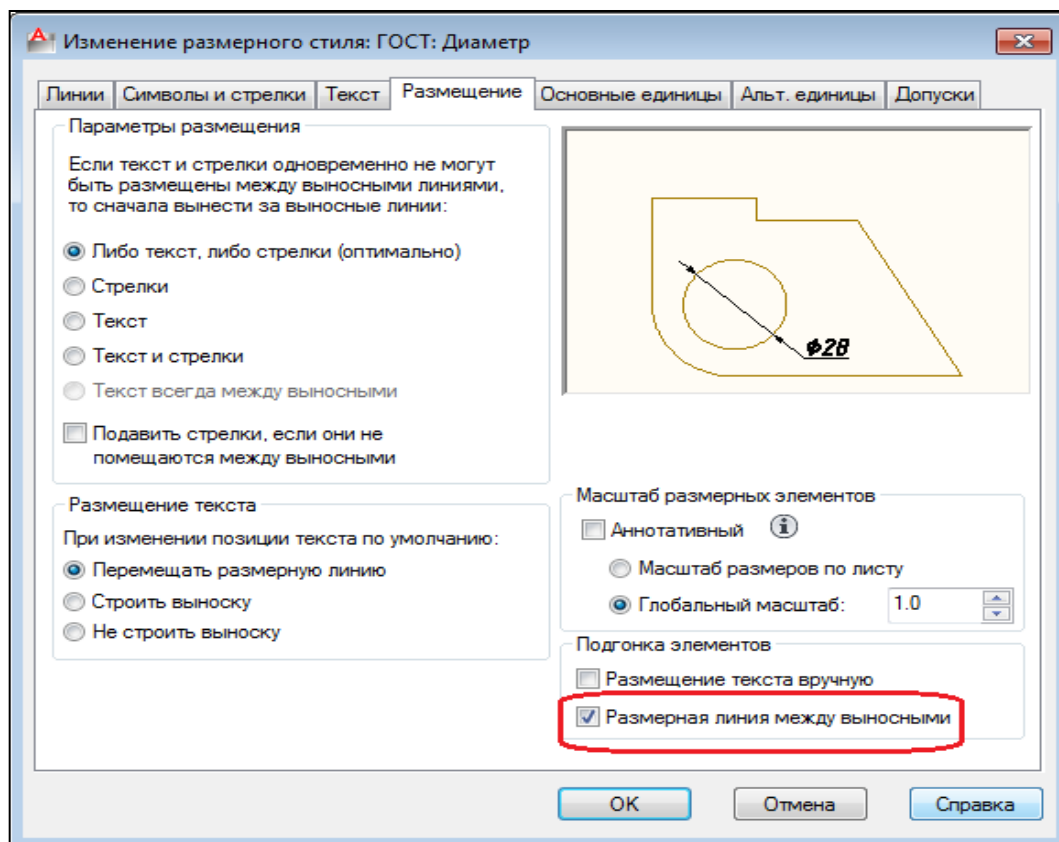 Изменение размерного стиля: ГОСТ: Диаметр
Линии
Символы и стрелки
Текст
Размещение
Основные единицы
Альт. единицы
Допуски
Параметры размещения
Если текст и стрелки одновременно не могут
быть размещены между выносными линиями,
то сначала вынести за выносные линии:
Либо текст, либо стрелки (оптимально)
Стрелки
Текст
Текст и стрелки
Текст всегда между выносными
Подавить стрелки, если они не
помещаются между выносными
Размещение текста
При изменении позиции текста по умолчанию:
Перемещать размерную линию
Строить выноску
Не строить выноску
ϕ28
Масштаб размерных элементов
Аннотативный
Масштаб размеров по листу
Глобальный масштаб: 1.0
Подгонка элементов
Размещение текста вручную
Размерная линия между выносными
OK
Отмена
Справка